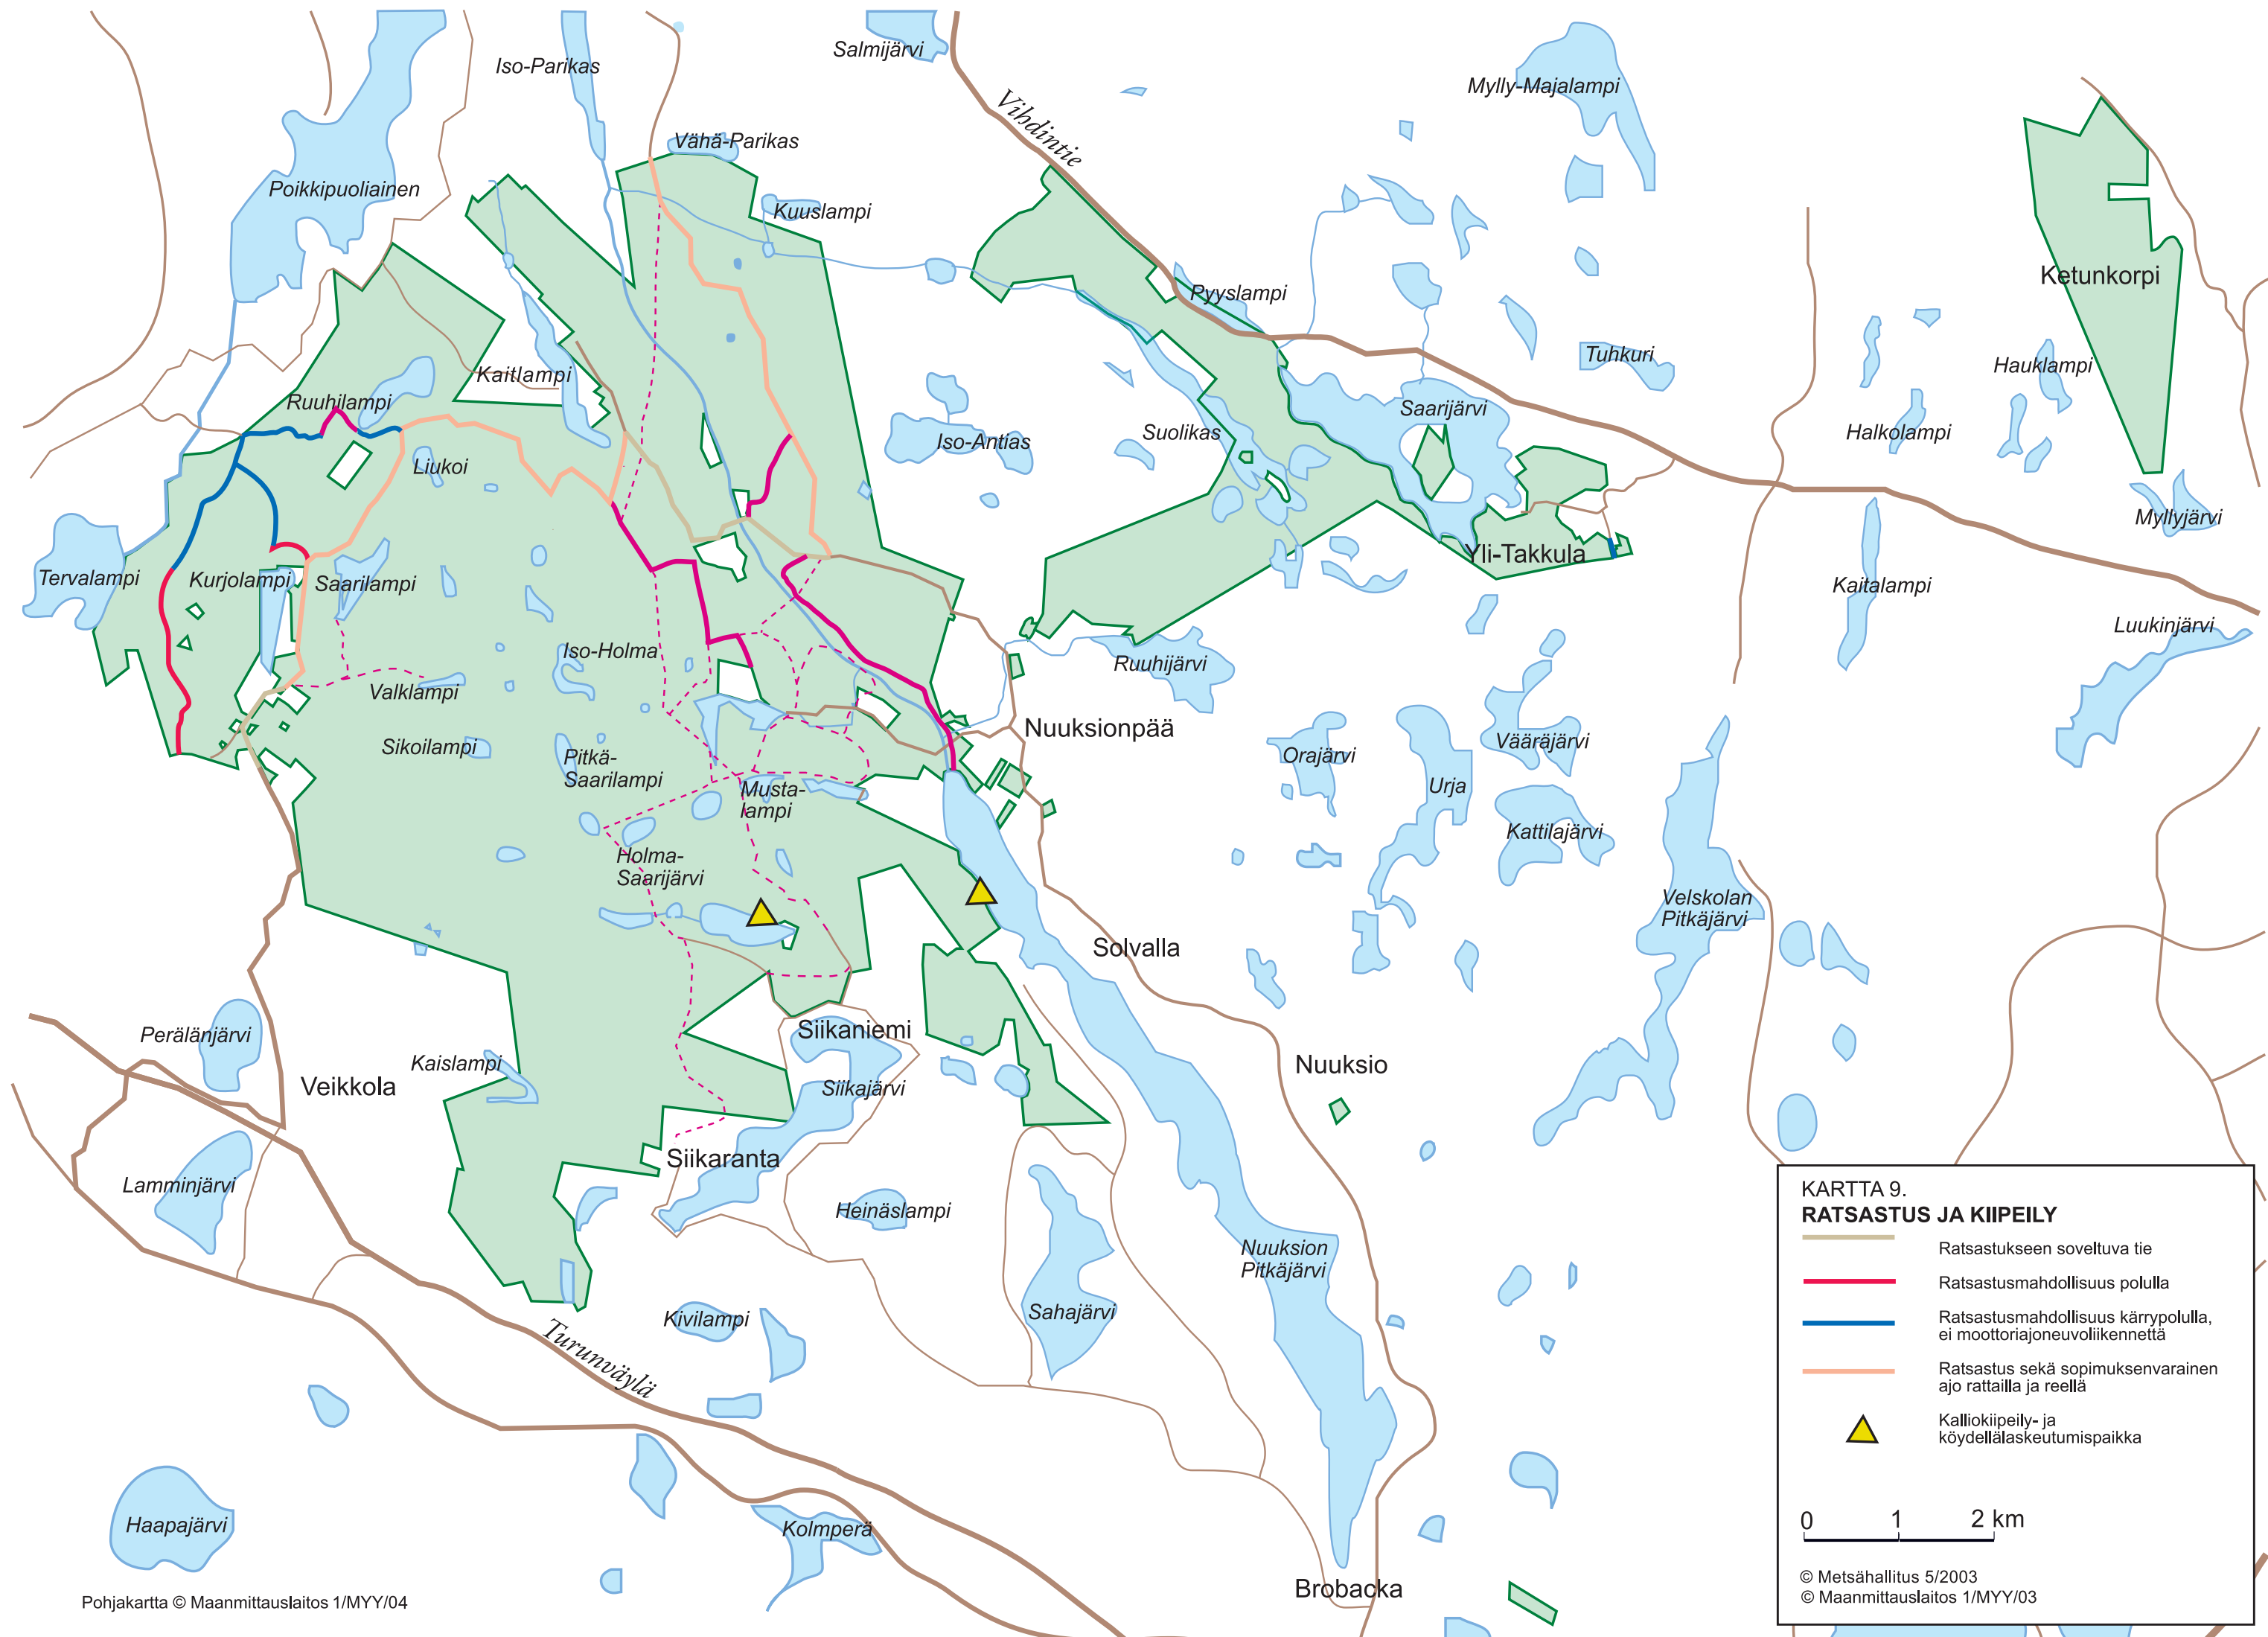 Salmijärvi
Iso-Parikas
Mylly-Majalampi
Vihdintie
Vähä-Parikas
Poikkipuoliainen
Kuuslampi
Ketunkorpi
Pyyslampi
Tuhkuri
Hauklampi
Kaitlampi
Ruuhilampi
Saarijärvi
Iso-Antias
Suolikas
Halkolampi
Liukoi
Myllyjärvi
Yli-Takkula
Tervalampi
Kurjolampi
Saarilampi
Kaitalampi
Luukinjärvi
Iso-Holma
Ruuhijärvi
Valklampi
Nuuksionpää
Sikoilampi
Pitkä-
Saarilampi
Orajärvi
Vääräjärvi
Urja
Musta-
lampi
Kattilajärvi
Holma-
Saarijärvi
Velskolan
Pitkäjärvi
Solvalla
Perälänjärvi
Siikaniemi
Kaislampi
Nuuksio
Veikkola
Siikajärvi
Siikaranta
Lamminjärvi
Heinäslampi
Nuuksion
Pitkäjärvi
Kivilampi
Sahajärvi
Turunväylä
Haapajärvi
Kolmperä
Brobacka
Pohjakartta © Maanmittauslaitos 1/MYY/04
KARTTA 9.
RATSASTUS JA KIIPEILY
Ratsastukseen soveltuva tie
Ratsastusmahdollisuus polulla
Ratsastusmahdollisuus kärrypolulla,
ei moottoriajoneuvoliikennettä
Ratsastus sekä sopimuksenvarainen
ajo rattailla ja reellä
Kalliokiipeily- ja
köydellälaskeutumispaikka
0 1 2 km
© Metsähallitus 5/2003
© Maanmittauslaitos 1/MYY/03